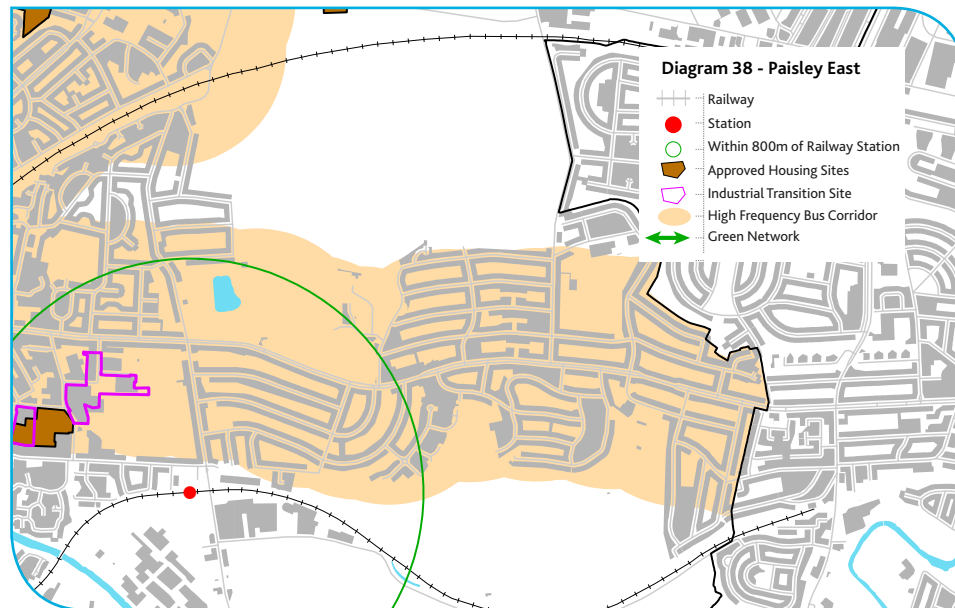 Diagram 38 - Paisley East
Railway
Station
Within 800m of Railway Station
Approved Housing Sites
Industrial Transition Site
High Frequency Bus Corridor
Green Network